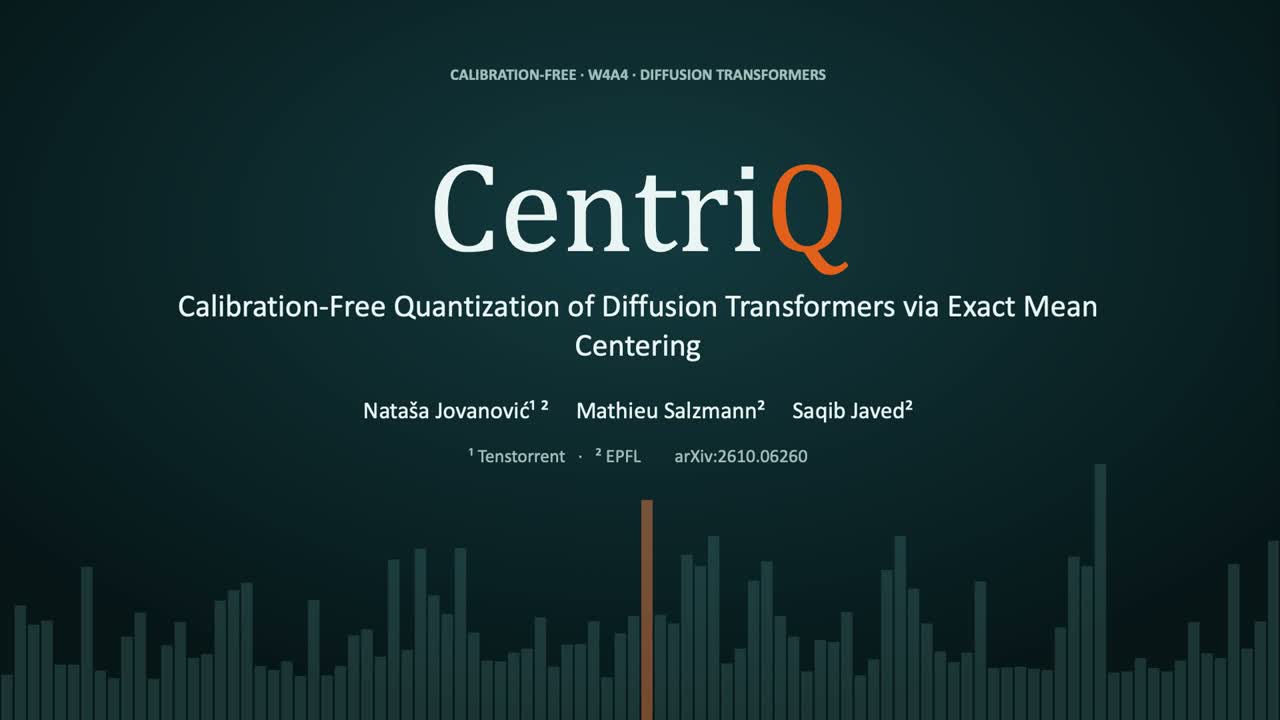 CALIBRATION-FREE · W4A4 · DIFFUSION TRANSFORMERS
CentriQ
Calibration-Free Quantization of Diffusion Transformers via Exact Mean
Centering
Nataša Jovanović¹ ² Mathieu Salzmann² Saqib Javed²
¹ Tenstorrent · ² EPFL arXiv:2610.06260